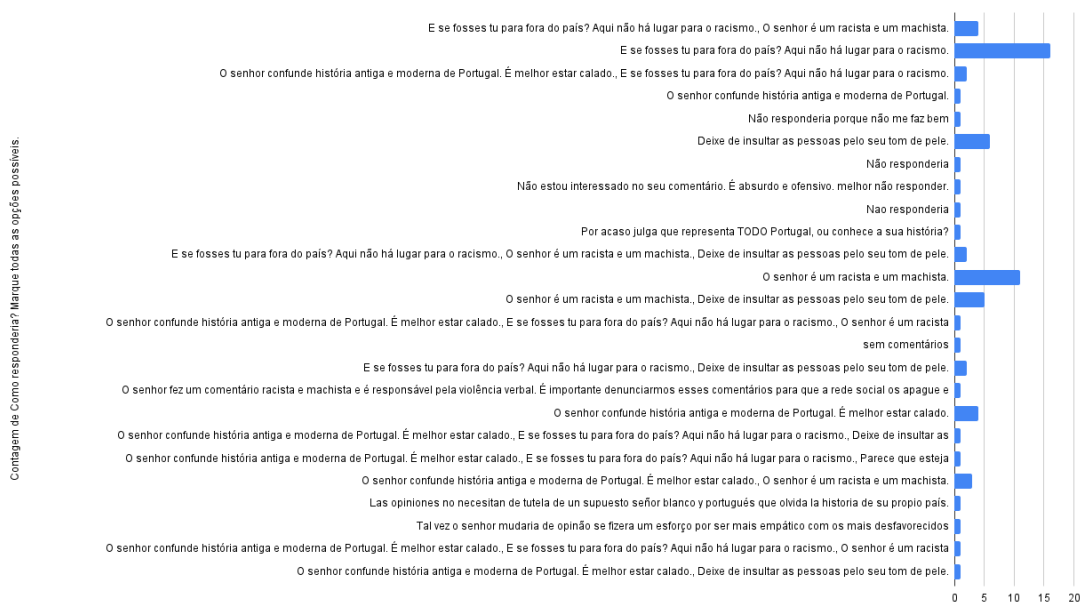 Contagem de Como responderia? Marque todas as opções possíveis.
E se fosses tu para fora do país? Aqui não há lugar para o racismo., O senhor é um racista e um machista.
E se fosses tu para fora do país? Aqui não há lugar para o racismo.
O senhor confunde história antiga e moderna de Portugal. É melhor estar calado., E se fosses tu para fora do país? Aqui não há lugar para o racismo.
O senhor confunde história antiga e moderna de Portugal.
Não responderia porque não me faz bem
Deixe de insultar as pessoas pelo seu tom de pele.
Não responderia
Não estou interessado no seu comentário. É absurdo e ofensivo. melhor não responder.
Nao responderia
Por acaso julga que representa TODO Portugal, ou conhece a sua história?
E se fosses tu para fora do país? Aqui não há lugar para o racismo., O senhor é um racista e um machista., Deixe de insultar as pessoas pelo seu tom de pele.
O senhor é um racista e um machista.
O senhor é um racista e um machista., Deixe de insultar as pessoas pelo seu tom de pele.
O senhor confunde história antiga e moderna de Portugal. É melhor estar calado., E se fosses tu para fora do país? Aqui não há lugar para o racismo., O senhor é um racista
sem comentários
E se fosses tu para fora do país? Aqui não há lugar para o racismo., Deixe de insultar as pessoas pelo seu tom de pele.
O senhor fez um comentário racista e machista e é responsável pela violência verbal. É importante denunciarmos esses comentários para que a rede social os apague e
O senhor confunde história antiga e moderna de Portugal. É melhor estar calado.
O senhor confunde história antiga e moderna de Portugal. É melhor estar calado., E se fosses tu para fora do país? Aqui não há lugar para o racismo., Deixe de insultar as
O senhor confunde história antiga e moderna de Portugal. É melhor estar calado., E se fosses tu para fora do país? Aqui não há lugar para o racismo., Parece que esteja
O senhor confunde história antiga e moderna de Portugal. É melhor estar calado., O senhor é um racista e um machista.
Las opiniones no necesitan de tutela de un supuesto señor blanco y portugués que olvida la historia de su propio país.
Tal vez o senhor mudaria de opinão se fizera um esforço por ser mais empático com os mais desfavorecidos
O senhor confunde história antiga e moderna de Portugal. É melhor estar calado., E se fosses tu para fora do país? Aqui não há lugar para o racismo., O senhor é um racista
O senhor confunde história antiga e moderna de Portugal. É melhor estar calado., Deixe de insultar as pessoas pelo seu tom de pele.
0 5 10 15 20